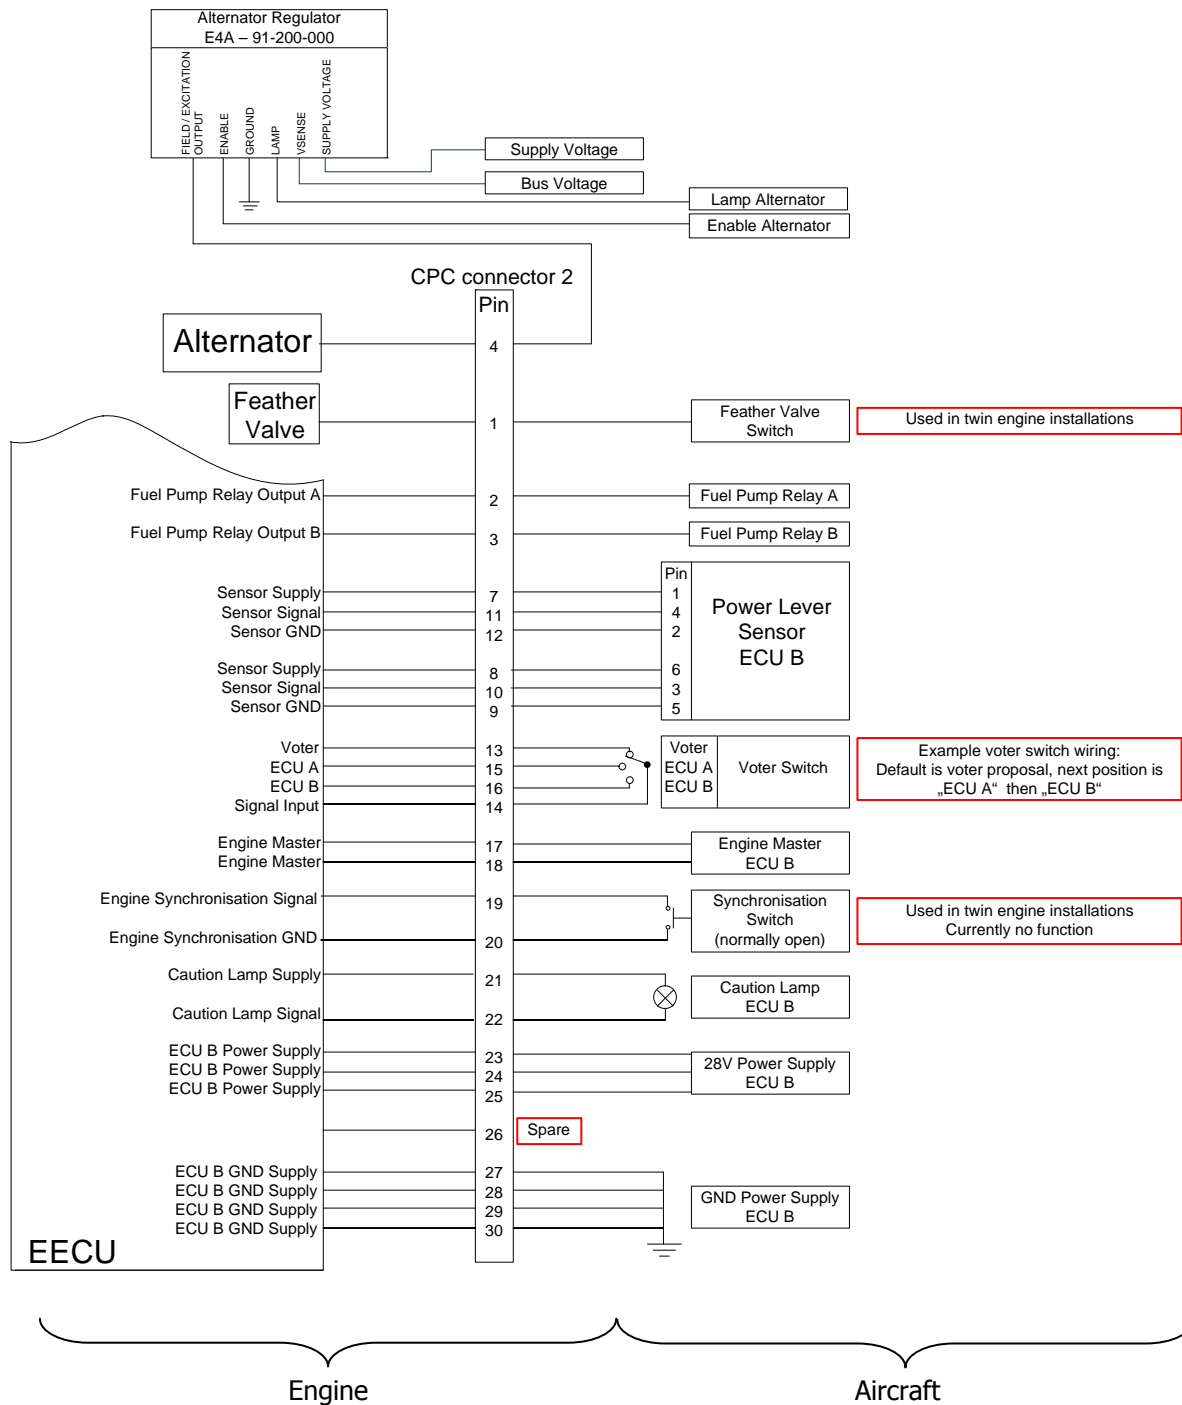 Alternator Regulator
E4A – 91-200-000
FIELD / EXCITATION
OUTPUT
ENABLE
GROUND
LAMP
VSENSE
SUPPLY VOLTAGE
Supply Voltage
Bus Voltage
Lamp Alternator
Enable Alternator
CPC connector 2
Pin
Alternator
4
Feather
Valve
1
Feather Valve
Switch
Used in twin engine installations
Fuel Pump Relay Output A
2
Fuel Pump Relay A
Fuel Pump Relay Output B
3
Fuel Pump Relay B
Pin
Sensor Supply
7
1
Sensor Signal
11
4
Sensor GND
12
2
Power Lever
Sensor
ECU B
Sensor Supply
8
6
Sensor Signal
10
3
Sensor GND
9
5
Voter
13
Voter
ECU A
15
ECU A
ECU B
16
ECU B
Signal Input
14
Voter Switch
Example voter switch wiring:
Default is voter proposal, next position is
„ECU A“ then „ECU B“
Engine Master
17
Engine Master
18
Engine Master
ECU B
Engine Synchronisation Signal
19
Engine Synchronisation GND
20
Synchronisation
Switch
(normally open)
Used in twin engine installations
Currently no function
Caution Lamp Supply
21
Caution Lamp Signal
22
Caution Lamp
ECU B
ECU B Power Supply
23
ECU B Power Supply
24
ECU B Power Supply
25
28V Power Supply
ECU B
26
Spare
ECU B GND Supply
27
ECU B GND Supply
28
ECU B GND Supply
29
ECU B GND Supply
30
GND Power Supply
ECU B
EECU
Engine
Aircraft